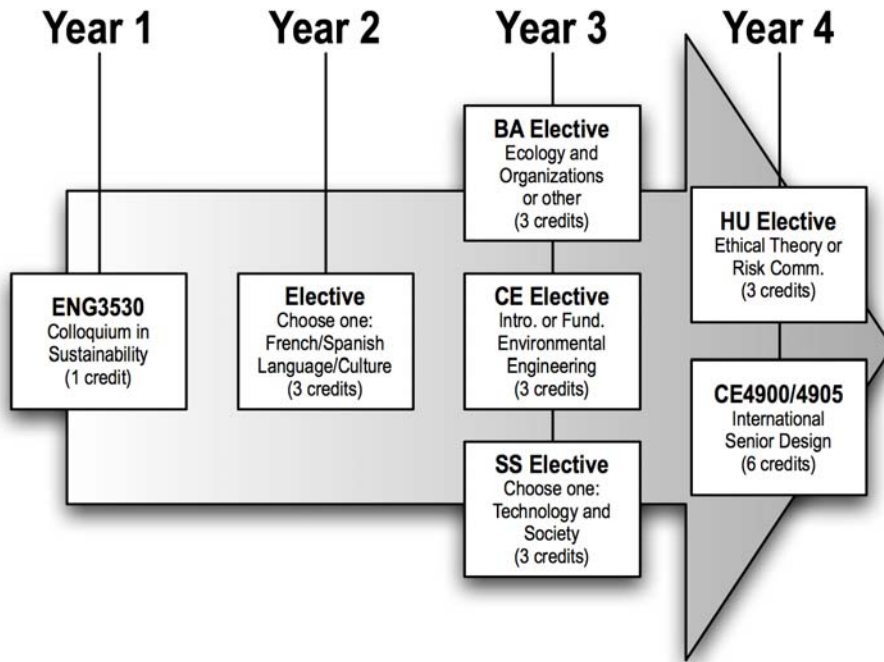 Year 1
Year 2
Year 3
Year 4
ENG3530
Colloquium in
Sustainability
(1 credit)
Elective
Choose one:
French/Spanish
Language/Culture
(3 credits)
BA Elective
Ecology and
Organizations
or other
(3 credits)
CE Elective
Intro. or Fund.
Environmental
Engineering
(3 credits)
SS Elective
Choose one:
Technology and
Society
(3 credits)
HU Elective
Ethical Theory or
Risk Comm.
(3 credits)
CE4900/4905
International
Senior Design
(6 credits)